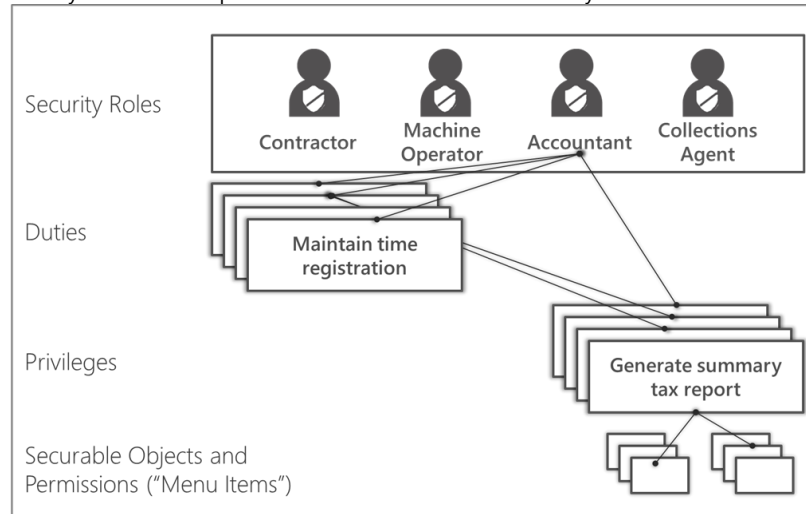 Security Roles
Contractor
Machine
Operator
Accountant
Collections
Agent
Duties
Maintain time
registration
Privileges
Generate summary
tax report
Securable Objects and
Permissions (“Menu Items”)